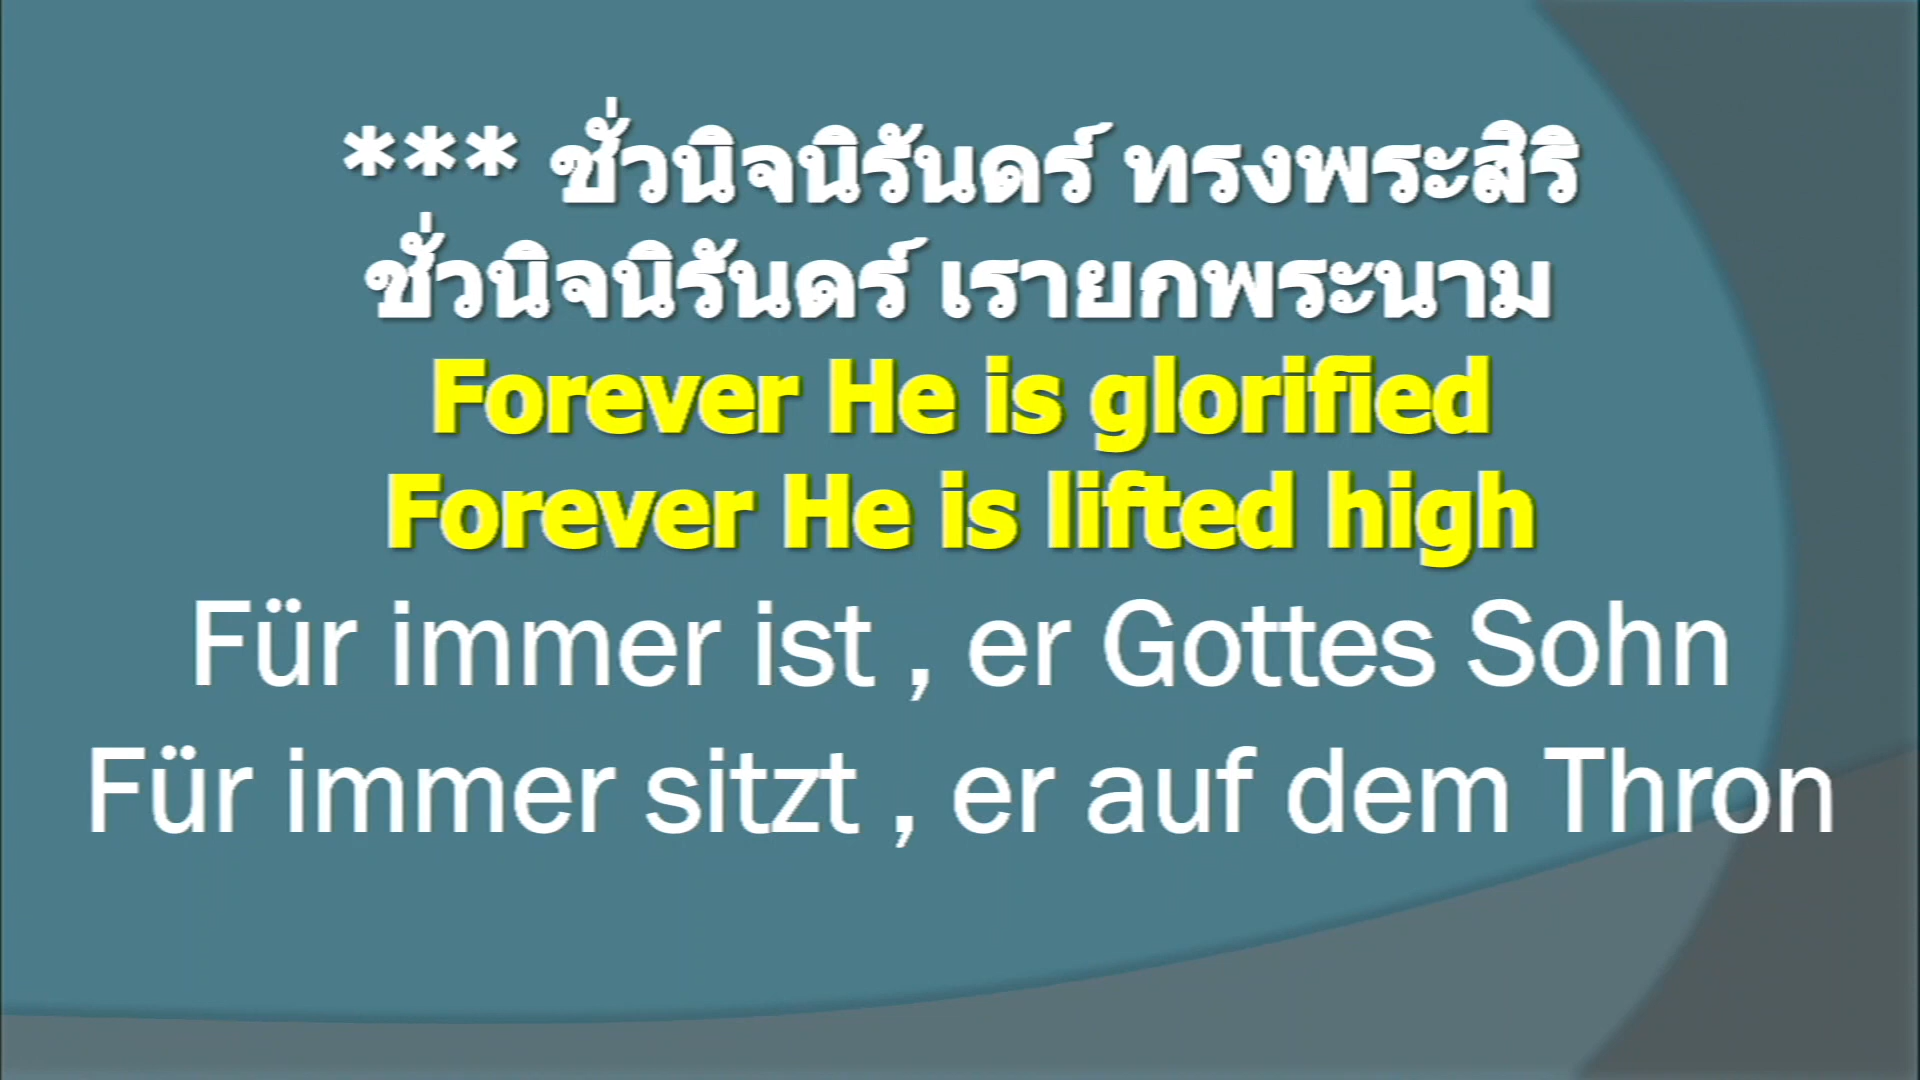 *** ชั่วนิจนิรันดร์ ทรงพระสิริ
ชั่วนิจนิรันดร์ เรายกพระนาม
Forever He is glorified
Forever He is lifted high
Für immer ist , er Gottes Sohn
Für immer sitzt , er auf dem Thron